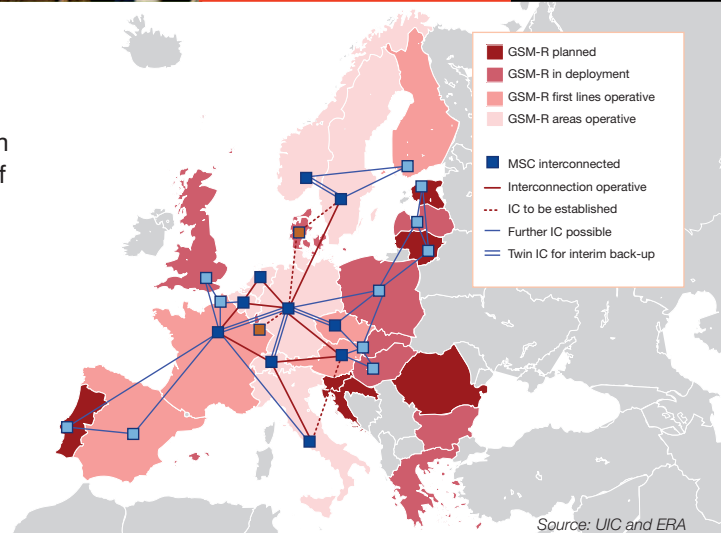 n
f
GSM-R planned
GSM-R in deployment
GSM-R first lines operative
GSM-R areas operative
MSC interconnected
Interconnection operative
IC to be established
Further IC possible
Twin IC for interim back-up
Source: UIC and ERA